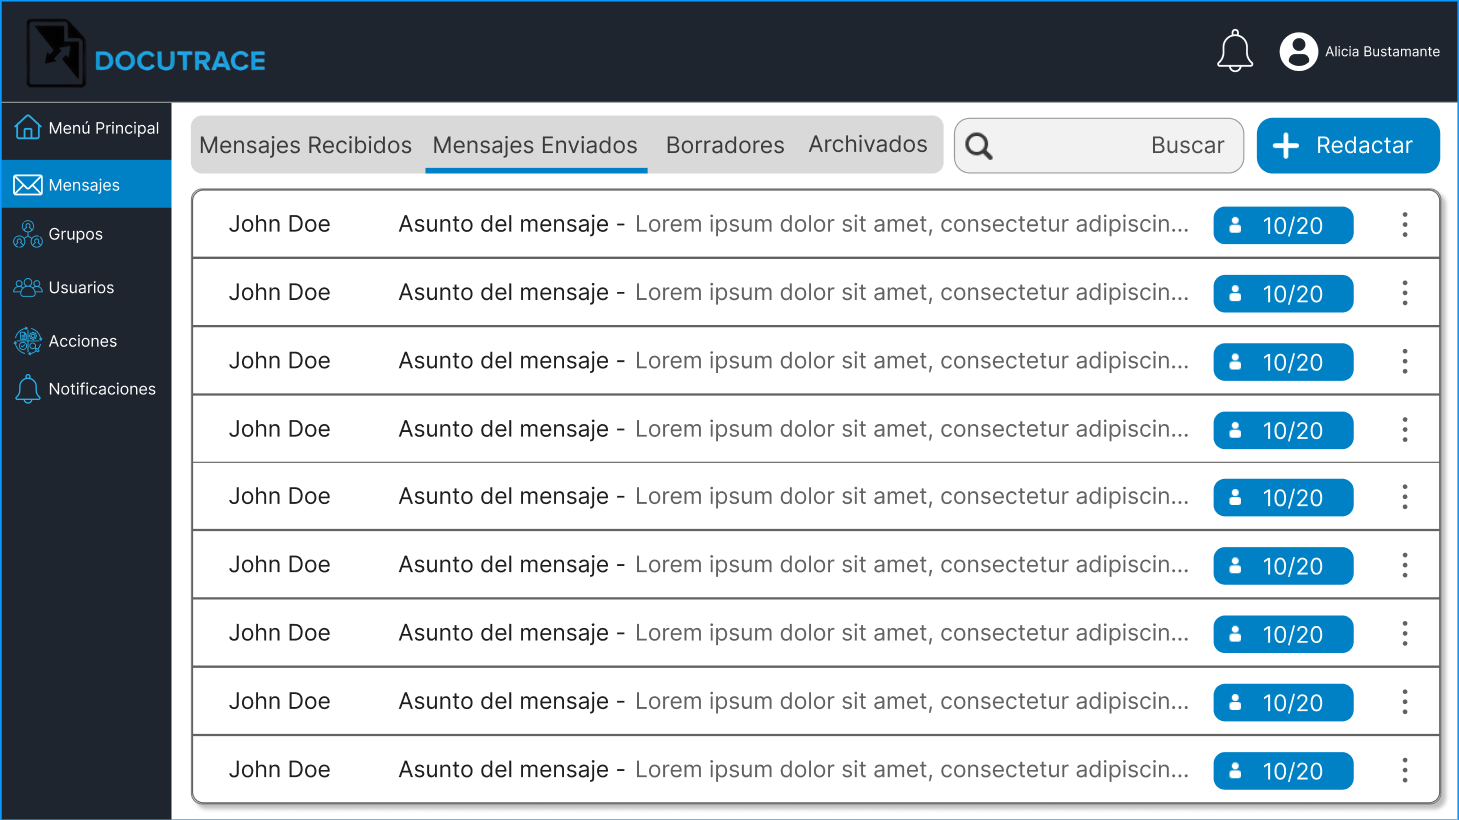 DOCUTRACE
Alicia Bustamante
Menú Principal
Mensajes
Grupos
Usuarios
Acciones
Notificaciones
Mensajes Recibidos Mensajes Enviados Borradores Archivados Buscar Redactar
John Doe Asunto del mensaje - Lorem ipsum dolor sit amet, consectetur adipiscin... 10/20
John Doe Asunto del mensaje - Lorem ipsum dolor sit amet, consectetur adipiscin... 10/20
John Doe Asunto del mensaje - Lorem ipsum dolor sit amet, consectetur adipiscin... 10/20
John Doe Asunto del mensaje - Lorem ipsum dolor sit amet, consectetur adipiscin... 10/20
John Doe Asunto del mensaje - Lorem ipsum dolor sit amet, consectetur adipiscin... 10/20
John Doe Asunto del mensaje - Lorem ipsum dolor sit amet, consectetur adipiscin... 10/20
John Doe Asunto del mensaje - Lorem ipsum dolor sit amet, consectetur adipiscin... 10/20
John Doe Asunto del mensaje - Lorem ipsum dolor sit amet, consectetur adipiscin... 10/20
John Doe Asunto del mensaje - Lorem ipsum dolor sit amet, consectetur adipiscin... 10/20